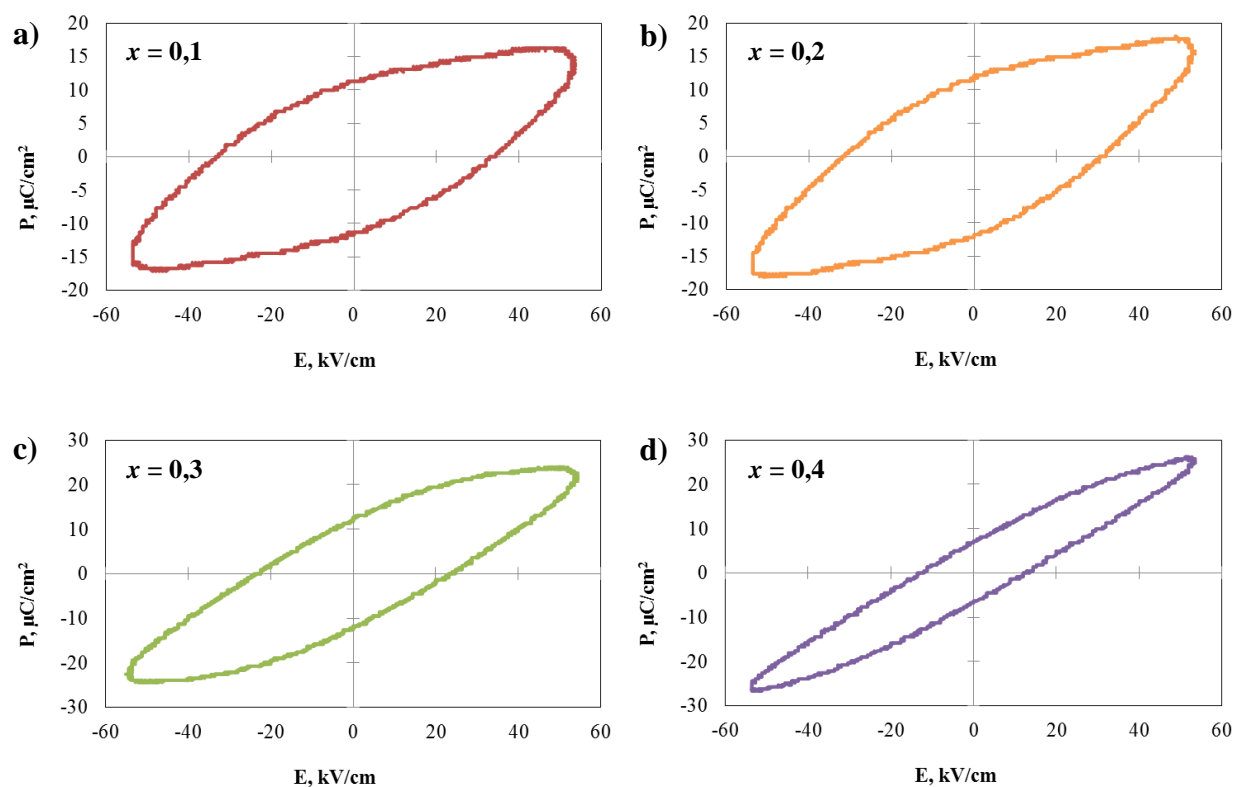 a)
x = 0,1
20
15
10
5
0
-5
-10
-15
-20
P, µC/cm²
-60 -40 -20 0 20 40 60
E, kV/cm
b)
x = 0,2
20
15
10
5
0
-5
-10
-15
-20
P, µC/cm²
-60 -40 -20 0 20 40 60
E, kV/cm
c)
x = 0,3
30
20
10
0
-10
-20
-30
P, µC/cm²
-60 -40 -20 0 20 40 60
E, kV/cm
d)
x = 0,4
30
20
10
0
-10
-20
-30
P, µC/cm²
-60 -40 -20 0 20 40 60
E, kV/cm